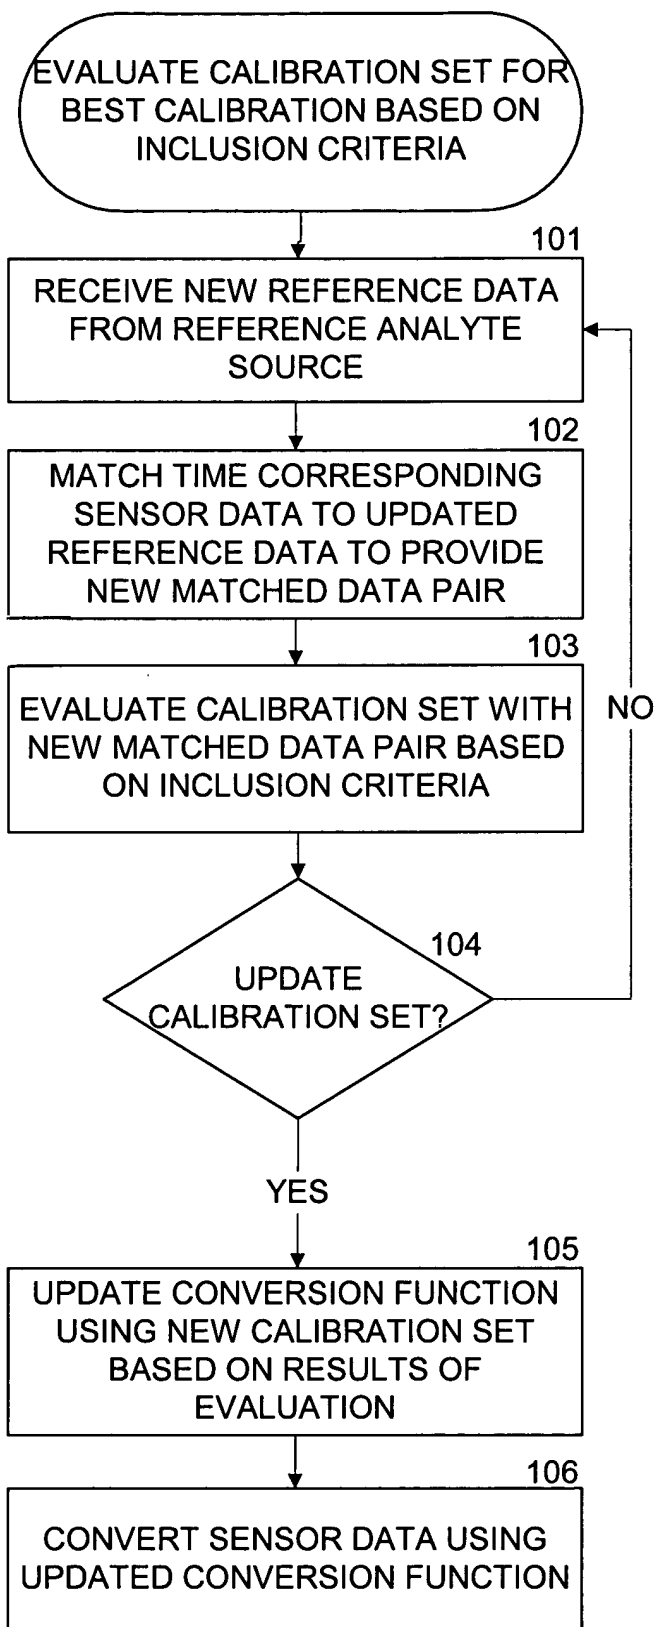 EVALUATE CALIBRATION SET FOR
BEST CALIBRATION BASED ON
INCLUSION CRITERIA
101
RECEIVE NEW REFERENCE DATA
FROM REFERENCE ANALYTE
SOURCE
102
MATCH TIME CORRESPONDING
SENSOR DATA TO UPDATED
REFERENCE DATA TO PROVIDE
NEW MATCHED DATA PAIR
103
EVALUATE CALIBRATION SET WITH
NEW MATCHED DATA PAIR BASED
ON INCLUSION CRITERIA
NO
104
UPDATE
CALIBRATION SET?
YES
105
UPDATE CONVERSION FUNCTION
USING NEW CALIBRATION SET
BASED ON RESULTS OF
EVALUATION
106
CONVERT SENSOR DATA USING
UPDATED CONVERSION FUNCTION